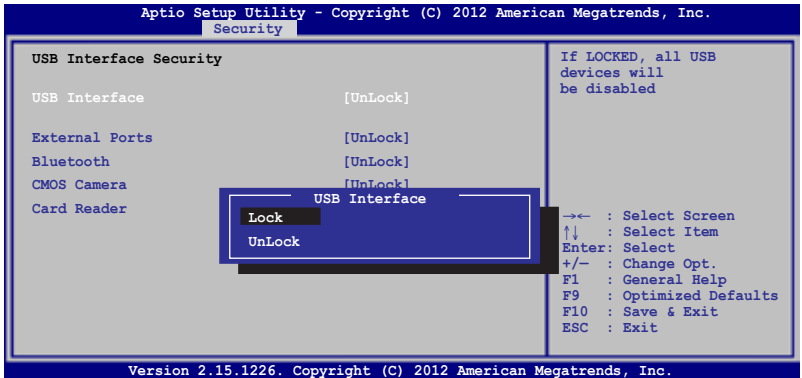 Aptio Setup Utility - Copyright (C) 2012 American Megatrends, Inc.
Security
USB Interface Security
USB Interface [UnLock]
External Ports [UnLock]
Bluetooth [UnLock]
CMOS Camera [UnLock]
Card Reader
USB Interface
Lock
UnLock
If LOCKED, all USB
devices will
be disabled
→← : Select Screen
↑↓ : Select Item
Enter: Select
+/— : Change Opt.
F1 : General Help
F9 : Optimized Defaults
F10 : Save & Exit
ESC : Exit
Version 2.15.1226. Copyright (C) 2012 American Megatrends, Inc.